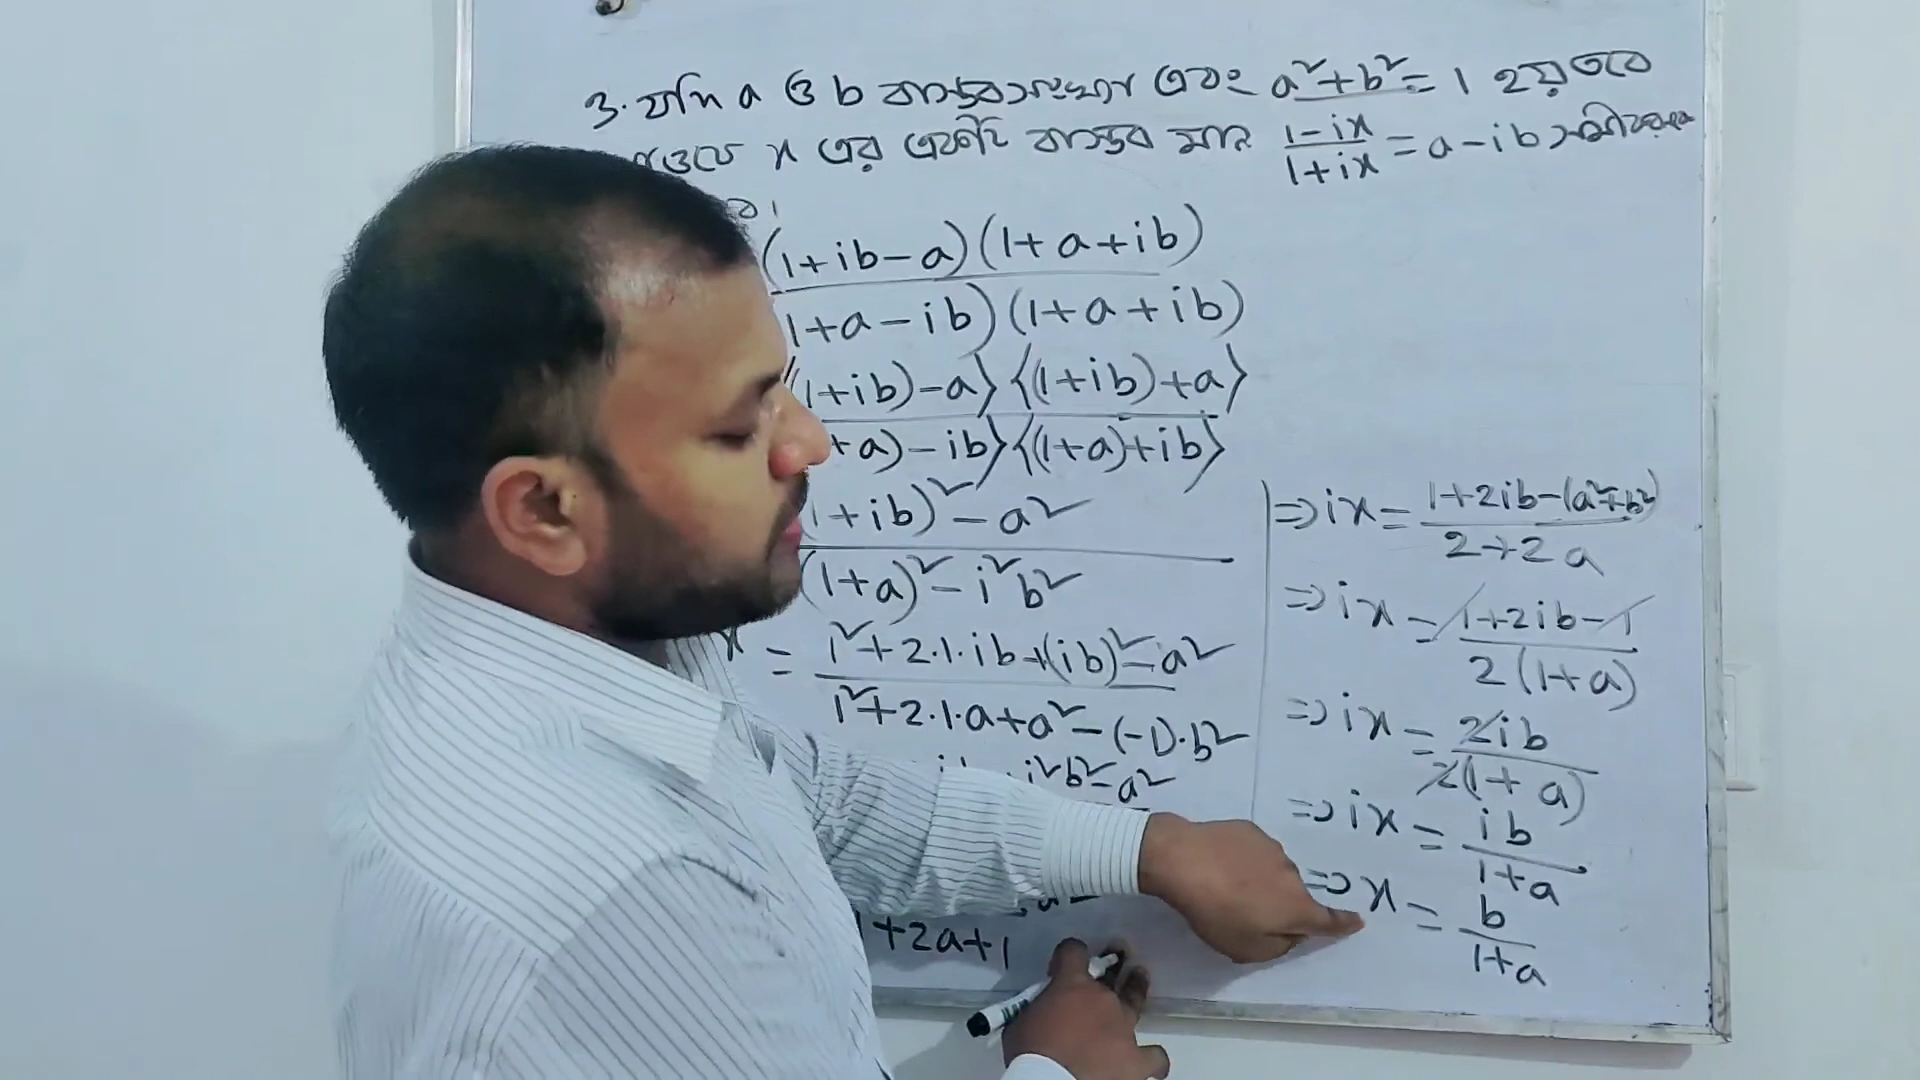 3. যদি a ও b বাস্তব সংখ্যা এবং a²+b²=1 হয় তবে
x এর একটি বাস্তব মান (1-ix)/(1+ix) = a-ib সমীকরণকে
(1+ib-a)(1+a+ib)
1+a-ib)(1+a+ib)
(1+ib)-a}{(1+ib)+a}
+a)-ib}{(1+a)+ib}
1+ib)²-a²
(1+a)²-i²b²
x = 1²+2.1.ib+(ib)²-a²
1²+2.1.a+a²-(-1).b²
i²b²-a²
1+2a+1
⇒ix = 1+2ib-(a²+b²)
2+2a
⇒ix = 1+2ib-1
2(1+a)
⇒ix = 2ib
2(1+a)
⇒ix = ib
1+a
⇒x = b
1+a